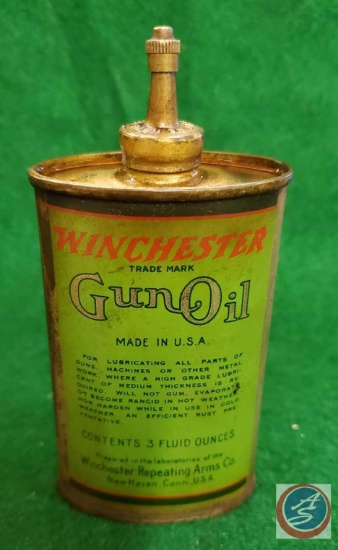 WINCHESTER
TRADE MARK
Gun Oil
MADE IN U.S.A.
FOR LUBRICATING ALL PARTS OF
GUNS, MACHINES OR OTHER METAL
WORK, WHERE A HIGH GRADE LUBRI-
CANT OF MEDIUM THICKNESS IS RE-
QUIRED. WILL NOT GUM, EVAPORATE
OR BECOME RANCID IN HOT WEATHER
NOR HARDEN WHILE IN USE IN COLD
WEATHER. AN EFFICIENT RUST PRE-
VENTATIVE.
CONTENTS 3 FLUID OUNCES
Prepared in the laboratories of the
Winchester Repeating Arms Co.
New Haven, Conn., U.S.A.
AS